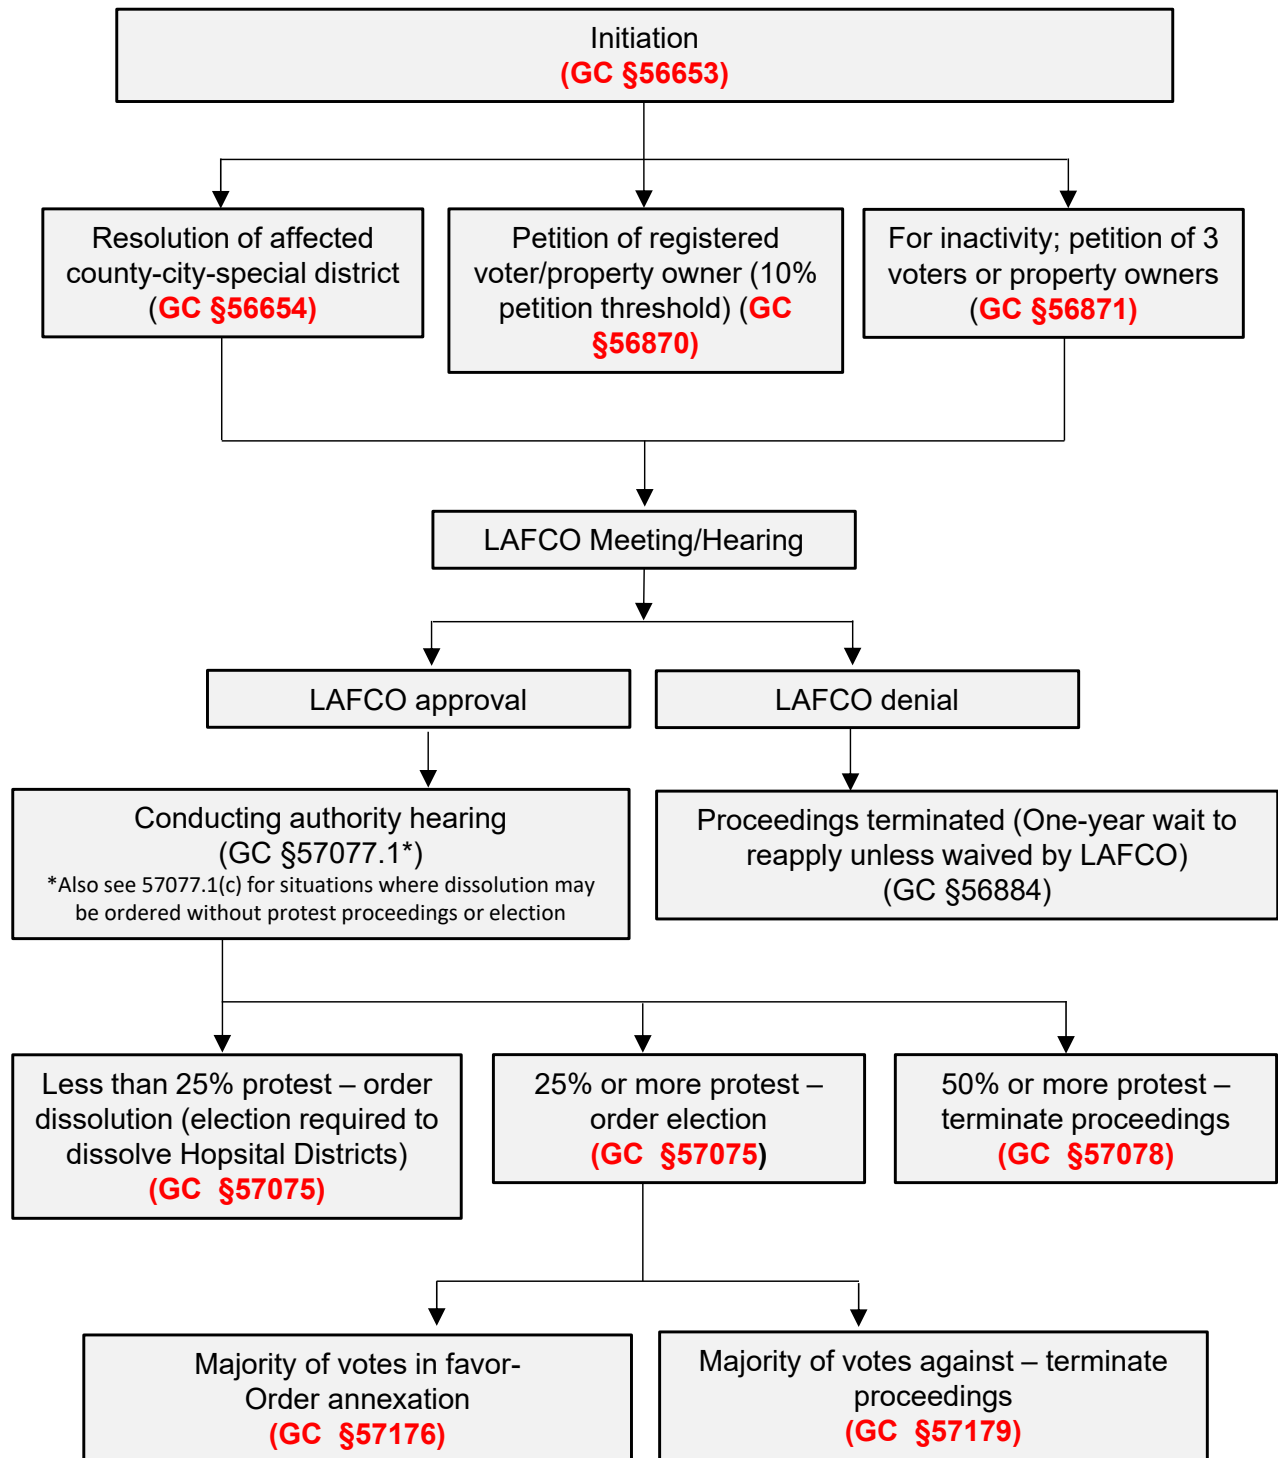 Initiation
(GC §56653)
Resolution of affected
county-city-special district
(GC §56654)
Petition of registered
voter/property owner (10%
petition threshold) (GC
§56870)
For inactivity; petition of 3
voters or property owners
(GC §56871)
LAFCO Meeting/Hearing
LAFCO approval
LAFCO denial
Conducting authority hearing
(GC §57077.1*)
*Also see 57077.1(c) for situations where dissolution may
be ordered without protest proceedings or election
Proceedings terminated (One-year wait to
reapply unless waived by LAFCO)
(GC §56884)
Less than 25% protest – order
dissolution (election required to
dissolve Hopsital Districts)
(GC §57075)
25% or more protest –
order election
(GC §57075)
50% or more protest –
terminate proceedings
(GC §57078)
Majority of votes in favor-
Order annexation
(GC §57176)
Majority of votes against – terminate
proceedings
(GC §57179)